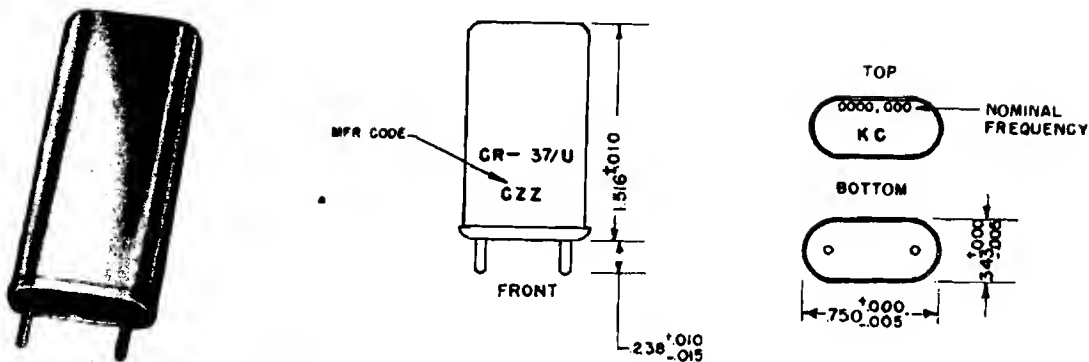 MFR CODE
CR-37/U
CZZ
1.516±.010
FRONT
.238 +.010 -.015
TOP
0000.000
KC
NOMINAL
FREQUENCY
BOTTOM
.343 +.000 -.006
.750 +.000 -.005